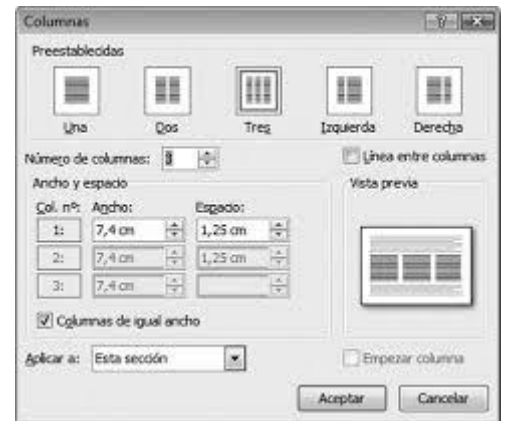 Columnas
Preestablecidas
Una Dos Tres Izquierda Derecha
Número de columnas: 3 Línea entre columnas
Ancho y espacio Vista previa
Col. nº: Ancho: Espacio:
1: 7,4 cm 1,25 cm
2: 7,4 cm 1,25 cm
3: 7,4 cm
Columnas de igual ancho
Aplicar a: Esta sección Empezar columna
Aceptar Cancelar